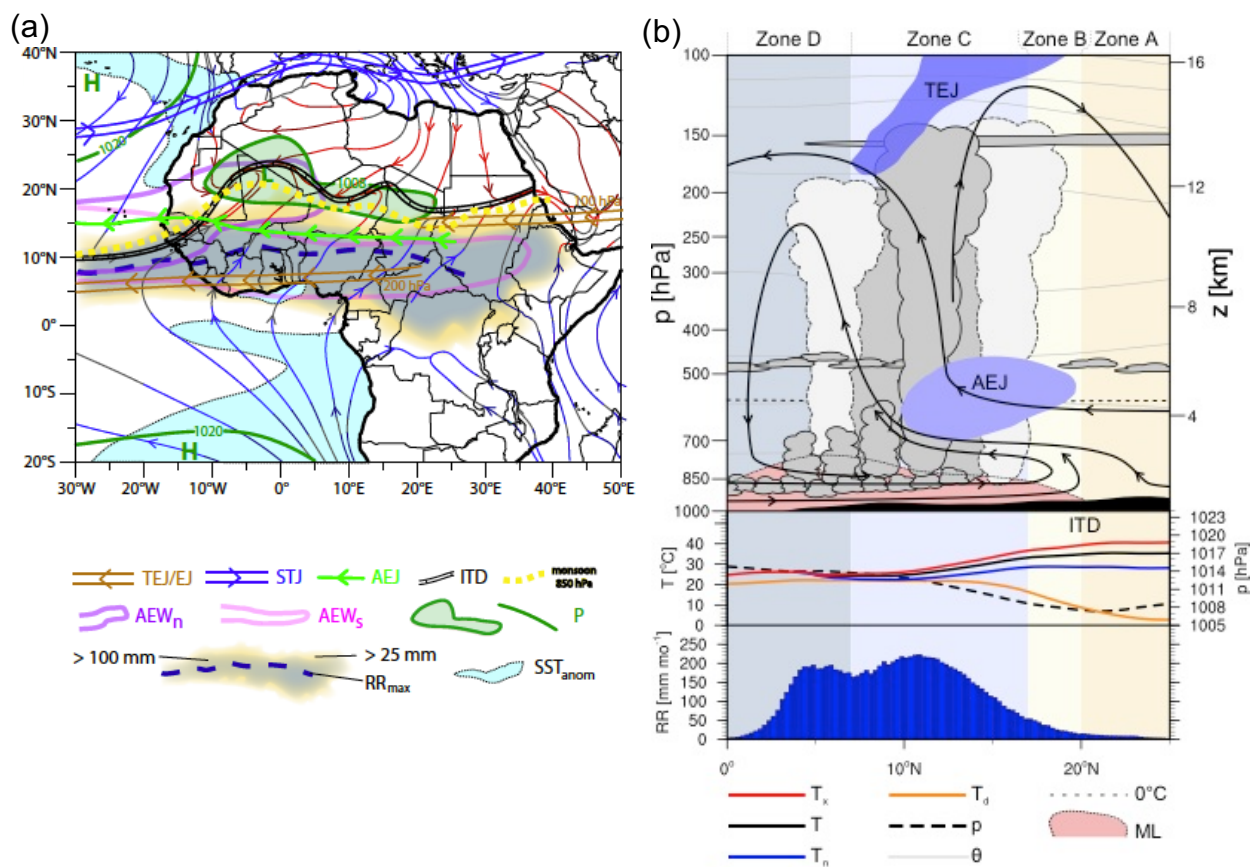 (a)
40°N
30°N
20°N
10°N
0°
10°S
20°S
30°W
20°W
10°W
0°E
10°E
20°E
30°E
40°E
50°E
H
1020
L
1008
100 hPa
200 hPa
1020
H
TEJ/EJ
STJ
AEJ
ITD
monsoon
850 hPa
AEWn
AEWs
P
> 100 mm
> 25 mm
RRmax
SSTanom
(b)
Zone D
Zone C
Zone B
Zone A
p [hPa]
100
150
200
250
300
400
500
700
850
1000
z [km]
16
12
8
4
TEJ
AEJ
ITD
T [°C]
40
30
20
10
0
p [hPa]
1023
1020
1017
1014
1011
1008
1005
RR [mm mo⁻¹]
250
200
150
100
50
0
0°
10°N
20°N
Tx
T
Tn
Td
p
θ
0°C
ML